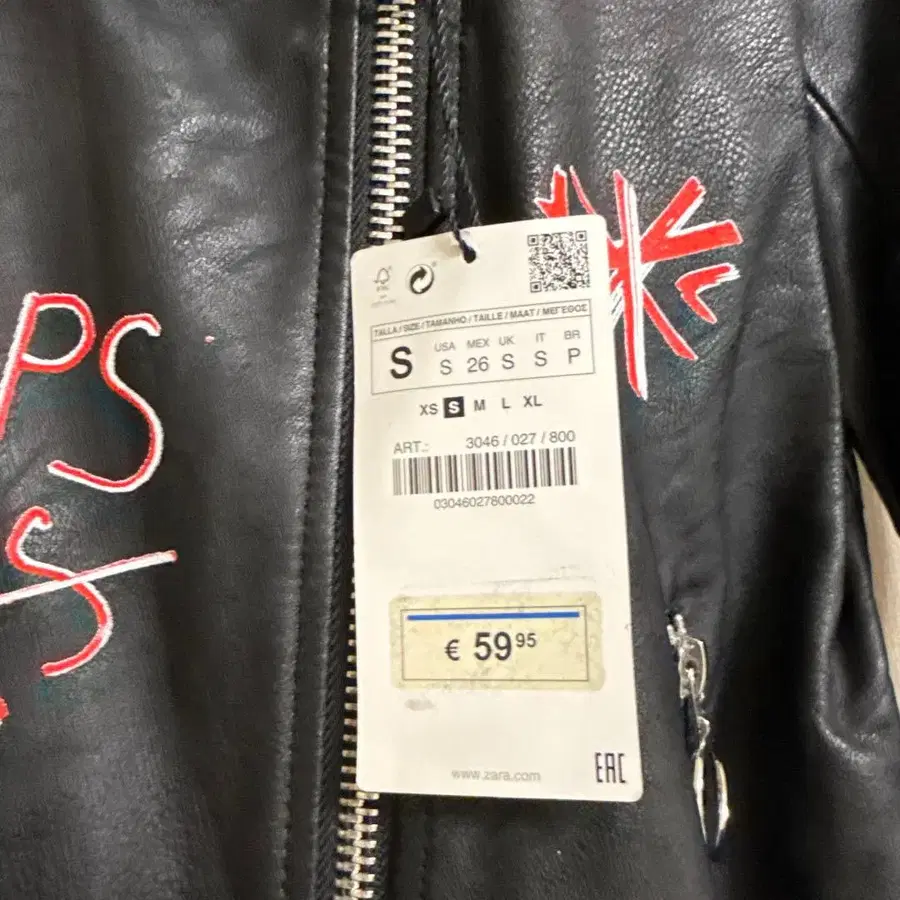 PS
S
TALLA / SIZE / TAMANHO / TAILLE / MAAT / ΜΕΓΕΘΟΣ
S
USA MEX UK IT BR
S 26 S S P
XS S M L XL
ART.: 3046 / 027 / 800
03046027800022
€ 59 95
www.zara.com
EAC